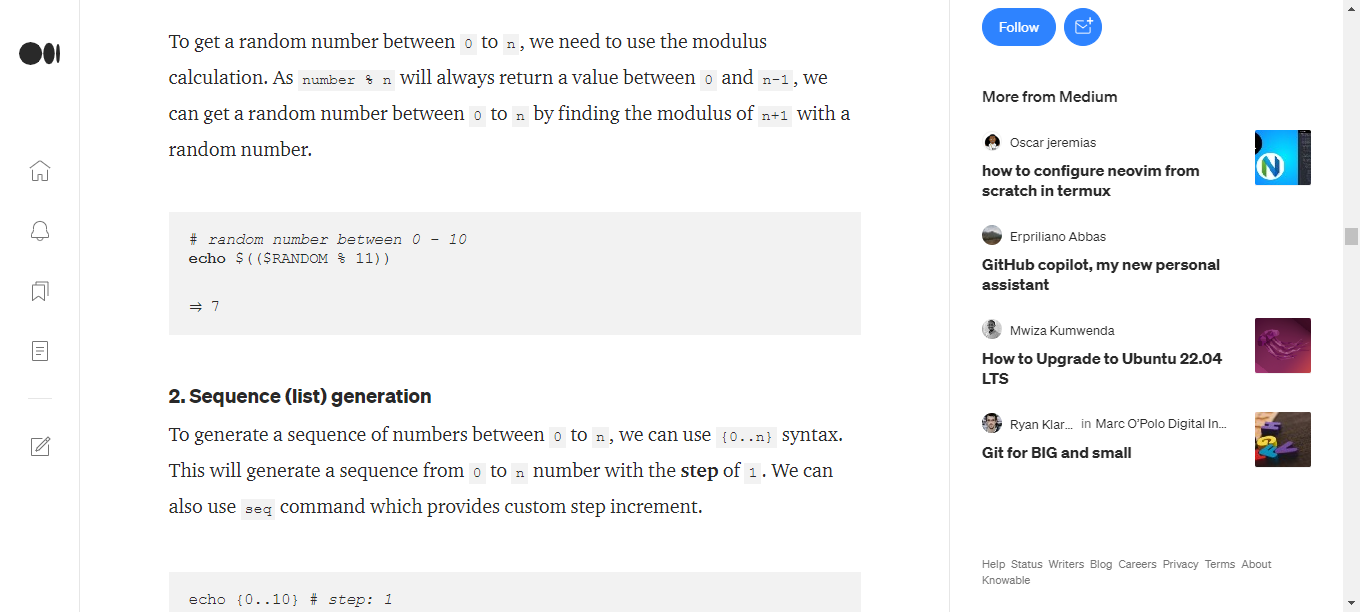 To get a random number between 0 to n, we need to use the modulus
calculation. As number % n will always return a value between 0 and n-1, we
can get a random number between 0 to n by finding the modulus of n+1 with a
random number.
# random number between 0 - 10
echo $(($RANDOM % 11))
⇒ 7
2. Sequence (list) generation
To generate a sequence of numbers between 0 to n, we can use {0..n} syntax.
This will generate a sequence from 0 to n number with the step of 1. We can
also use seq command which provides custom step increment.
echo {0..10} # step: 1
Follow
More from Medium
Oscar jeremias
how to configure neovim from
scratch in termux
Erpriliano Abbas
GitHub copilot, my new personal
assistant
Mwiza Kumwenda
How to Upgrade to Ubuntu 22.04
LTS
Ryan Klar... in Marc O'Polo Digital In...
Git for BIG and small
Help Status Writers Blog Careers Privacy Terms About
Knowable